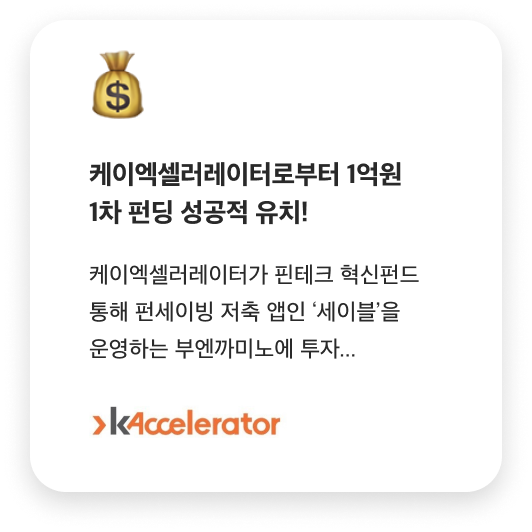 $
케이엑셀러레이터로부터 1억원
1차 펀딩 성공적 유치!
케이엑셀러레이터가 핀테크 혁신펀드
통해 펀세이빙 저축 앱인 ‘세이블’을
운영하는 부엔까미노에 투자...
kAccelerator